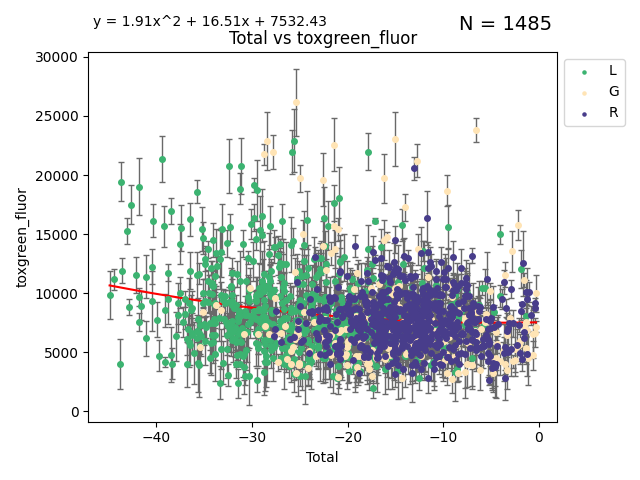 y = 1.91x^2 + 16.51x + 7532.43
N = 1485
Total vs toxgreen_fluor
30000
25000
20000
15000
10000
5000
0
toxgreen_fluor
−40
−30
−20
−10
0
Total
L
G
R